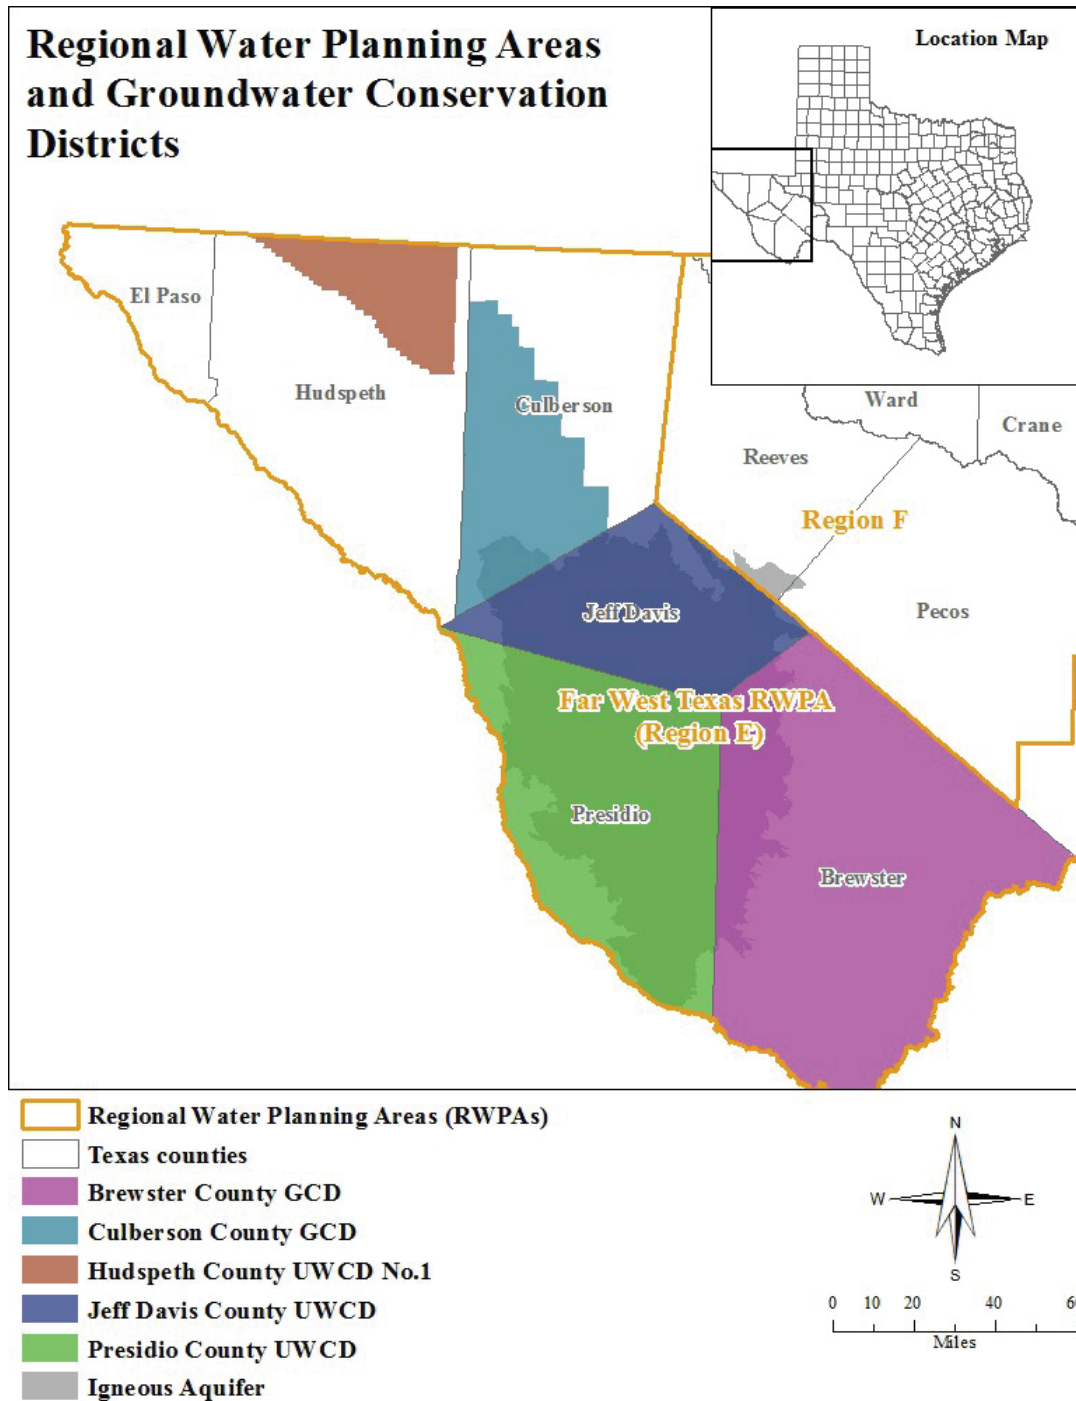 Regional Water Planning Areas
and Groundwater Conservation
Districts
Location Map
El Paso
Hudspeth
Culberson
Ward
Crane
Reeves
Region F
Jeff Davis
Pecos
Far West Texas RWPA
(Region E)
Presidio
Brewster
Regional Water Planning Areas (RWPAs)
Texas counties
Brewster County GCD
Culberson County GCD
Hudspeth County UWCD No.1
Jeff Davis County UWCD
Presidio County UWCD
Igneous Aquifer
N
W E
S
0 10 20 40
Miles